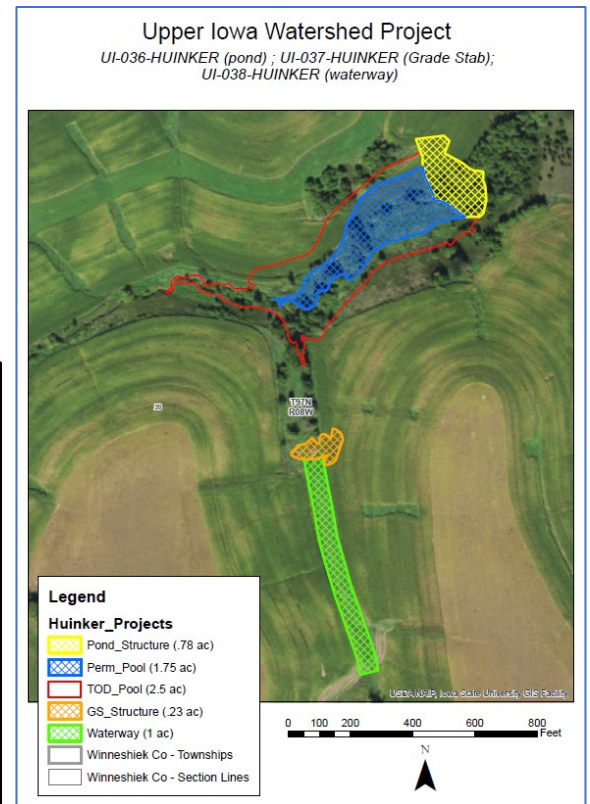 Upper Iowa Watershed Project
UI-036-HUINKER (pond) ; UI-037-HUINKER (Grade Stab);
UI-038-HUINKER (waterway)
T97N
R08W
Legend
Huinker_Projects
Pond_Structure (.78 ac)
Perm_Pool (1.75 ac)
TOD_Pool (2.5 ac)
GS_Structure (.23 ac)
Waterway (1 ac)
Winneshiek Co - Townships
Winneshiek Co - Section Lines
USDA NAIP, Iowa State University GIS Facility
0 100 200 400 600 800
Feet
N